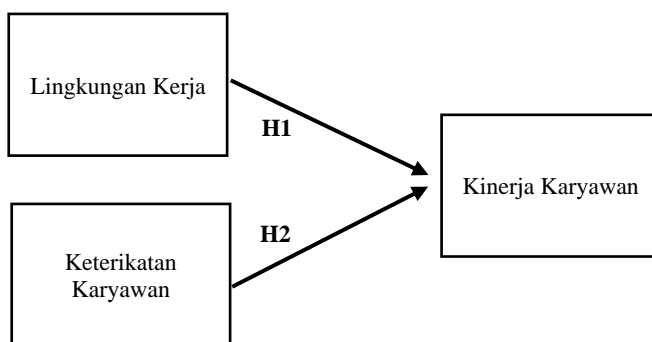 Lingkungan Kerja
H1
Kinerja Karyawan
H2
Keterikatan
Karyawan